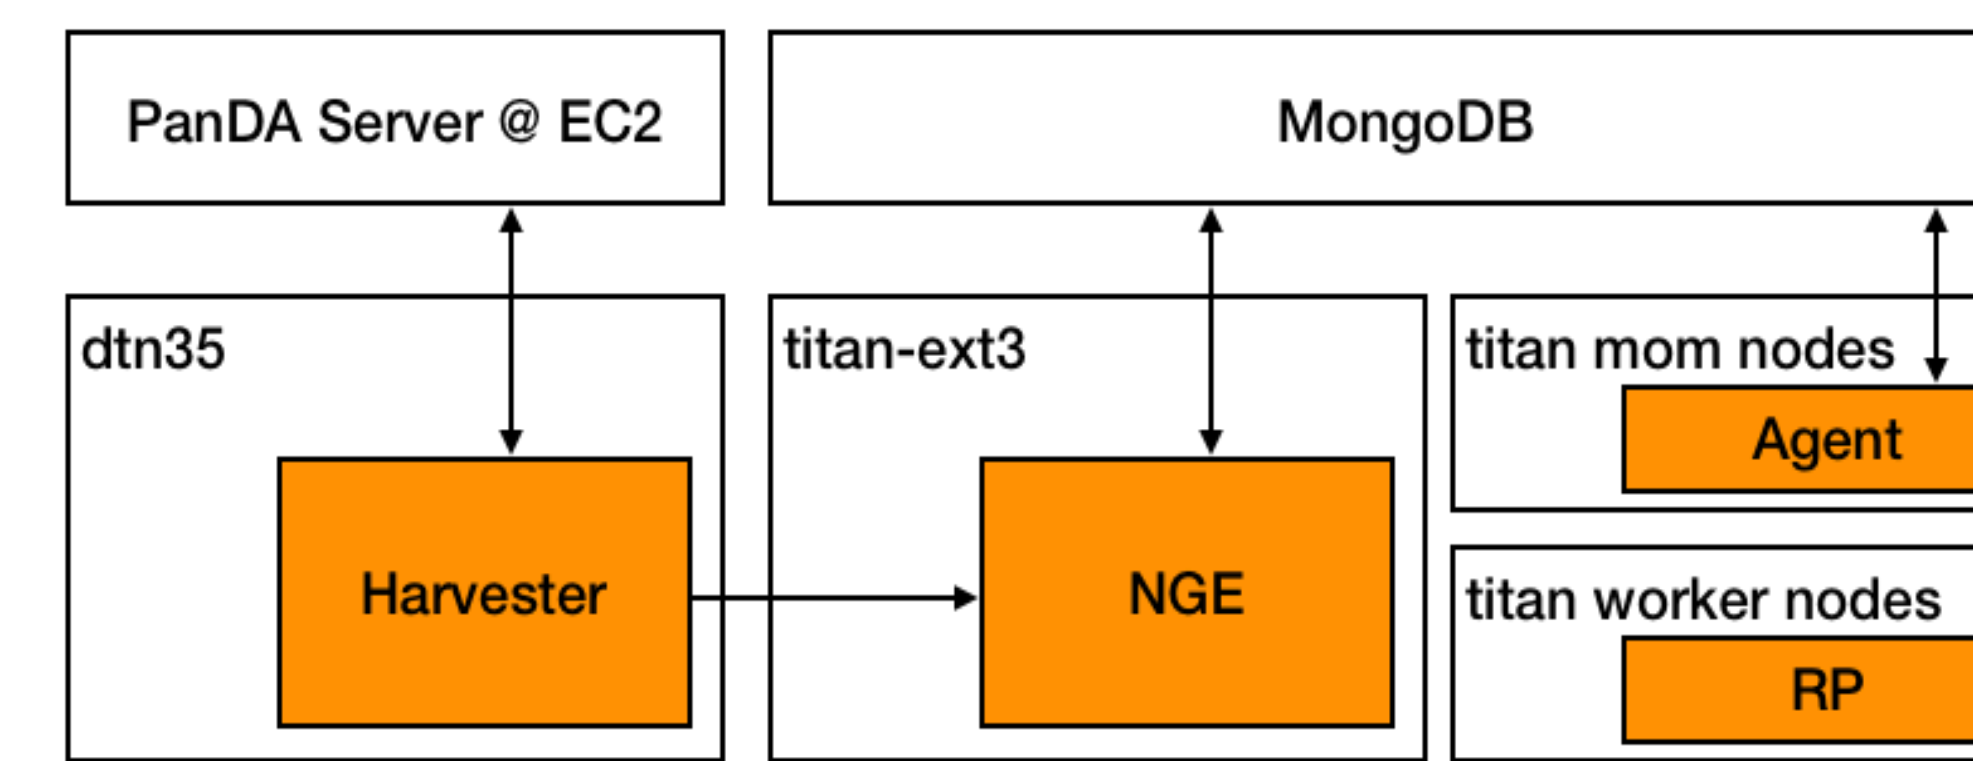 PanDA Server @ EC2
MongoDB
dtn35
titan-ext3
titan mom nodes
Agent
Harvester
NGE
titan worker nodes
RP